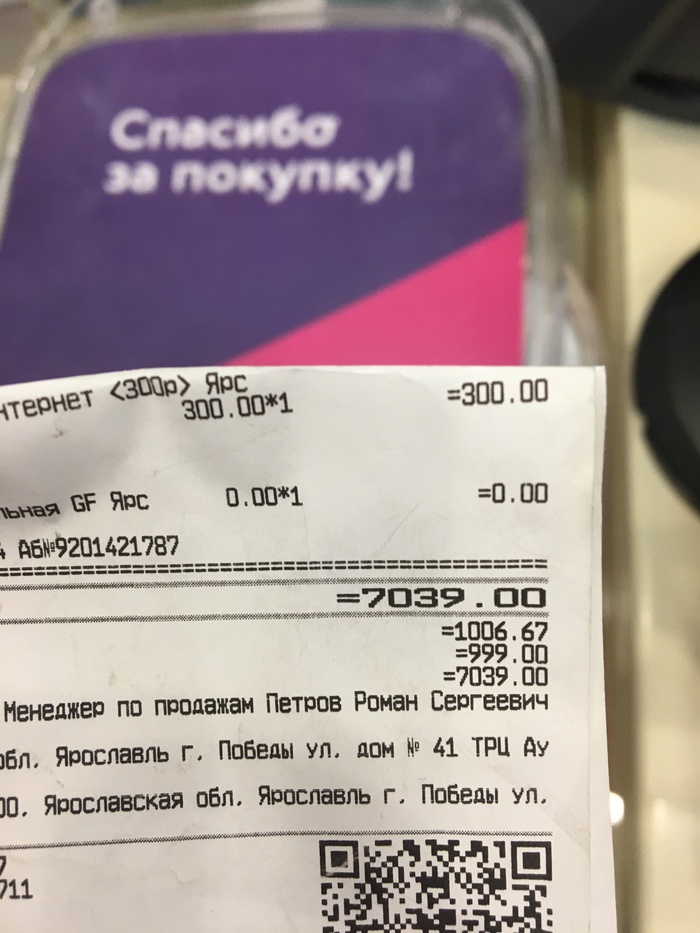 Спасибо
за покупку!
нтернет <300р> Ярс
300.00*1 =300.00
льная GF Ярс 0.00*1 =0.00
АБ№9201421787
=7039.00
=1006.67
=999.00
=7039.00
Менеджер по продажам Петров Роман Сергеевич
обл. Ярославль г. Победы ул. дом № 41 ТРЦ Ау
00. Ярославская обл. Ярославль г. Победы ул.
7
711